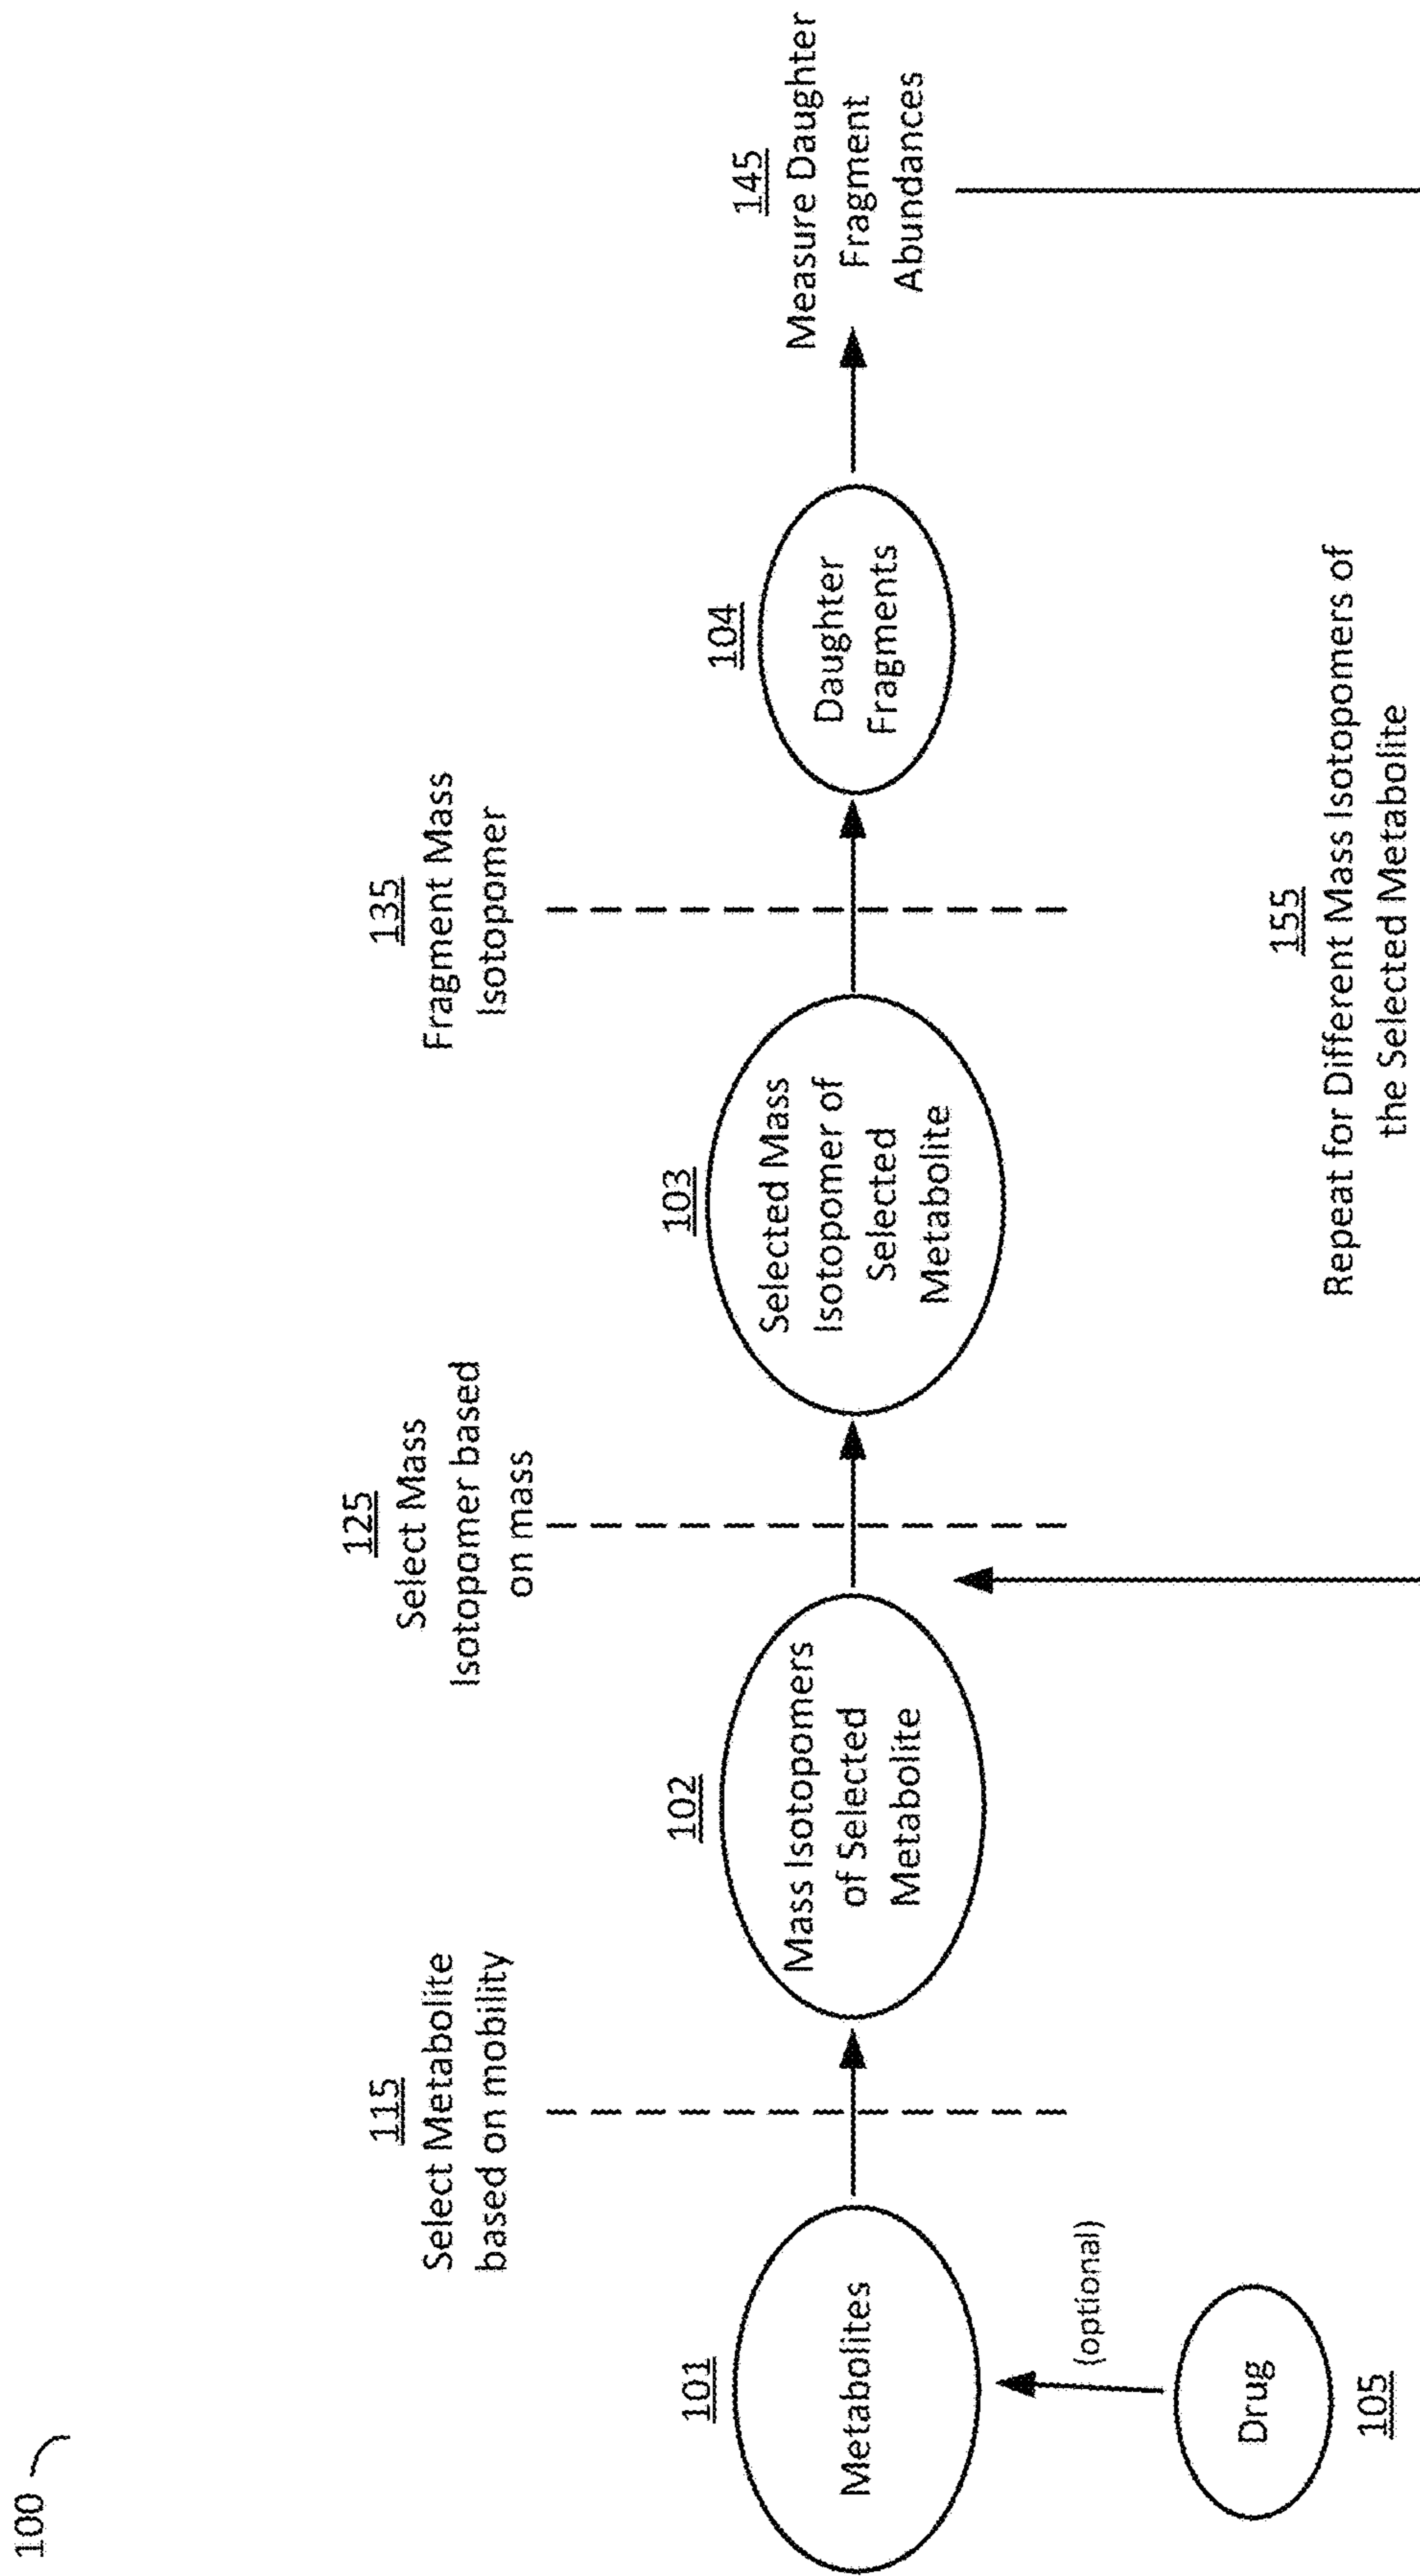 100
115
Select Metabolite
based on mobility
125
Select Mass
Isotopomer based
on mass
135
Fragment Mass
Isotopomer
101
Metabolites
102
Mass Isotopomers
of Selected
Metabolite
103
Selected Mass
Isotopomer of
Selected
Metabolite
104
Daughter
Fragments
145
Measure Daughter
Fragment
Abundances
(optional)
Drug
105
155
Repeat for Different Mass Isotopomers of
the Selected Metabolite